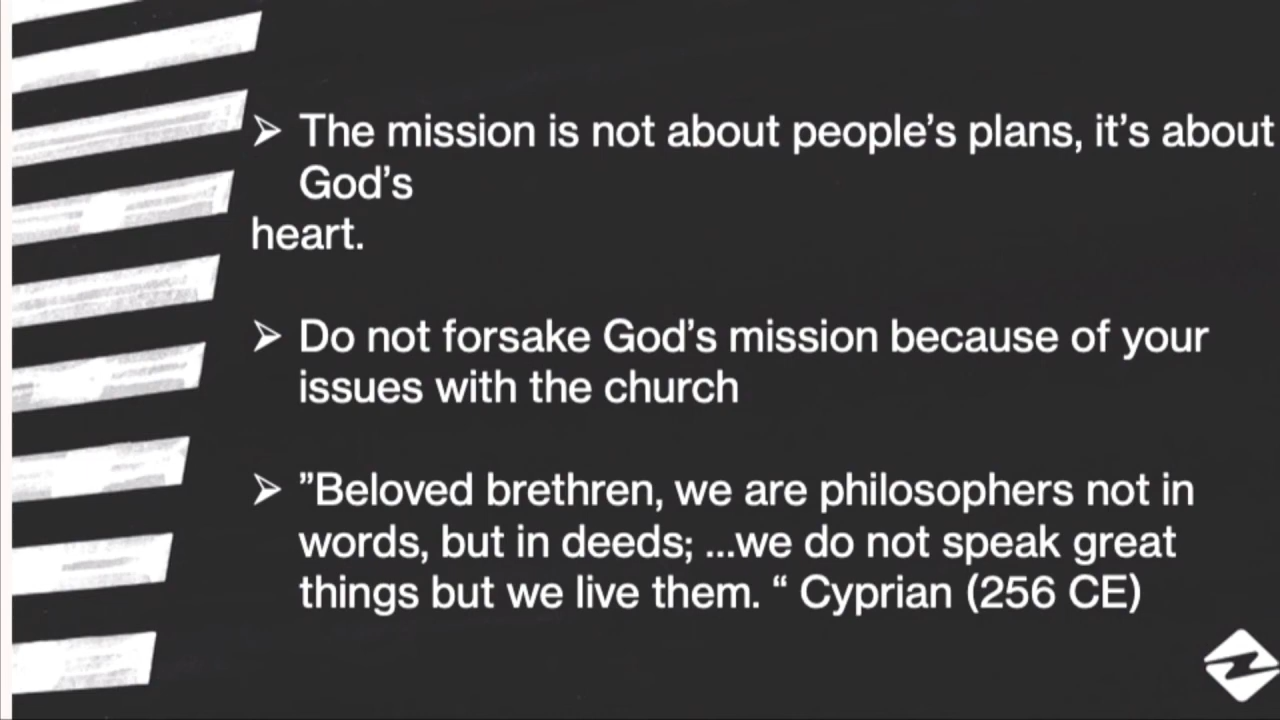 ➢ The mission is not about people’s plans, it’s about
God’s
heart.
➢ Do not forsake God’s mission because of your
issues with the church
➢ ”Beloved brethren, we are philosophers not in
words, but in deeds; ...we do not speak great
things but we live them. “ Cyprian (256 CE)